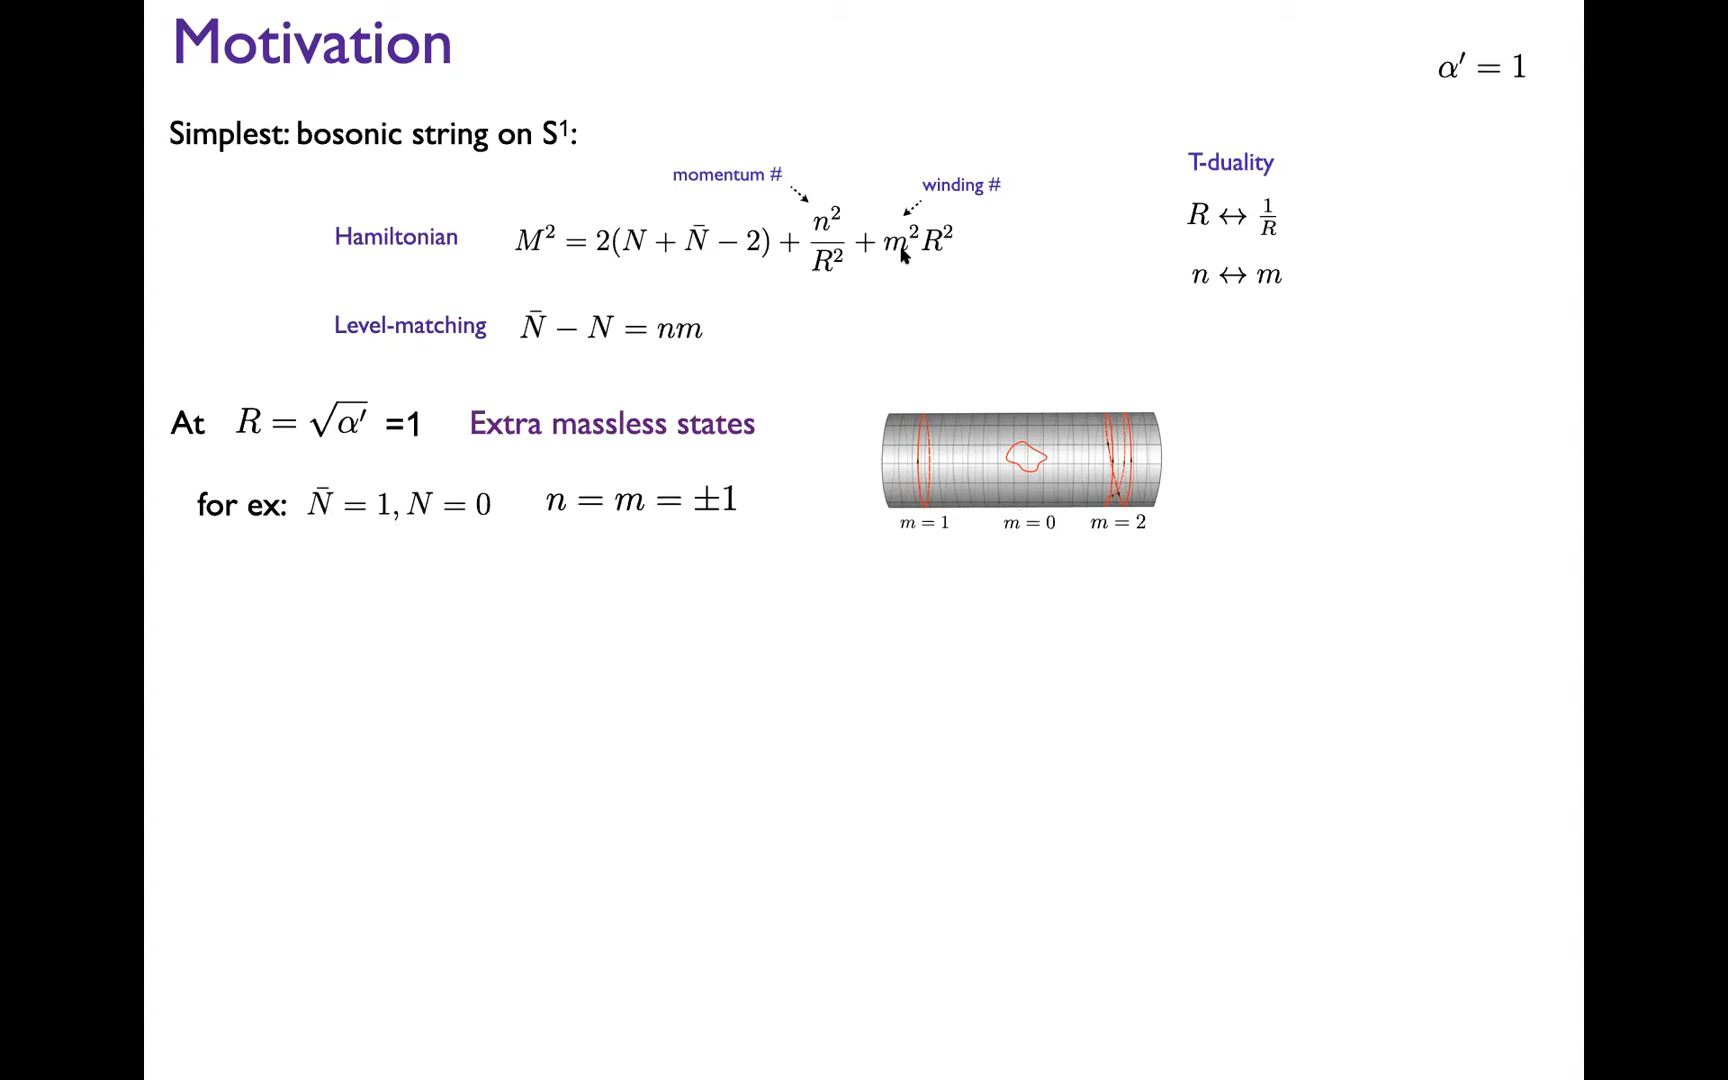 Motivation
α′ = 1
Simplest: bosonic string on S¹:
momentum #
winding #
T-duality
Hamiltonian M² = 2(N + N̄ − 2) + n²/R² + m²R²
R ↔ 1/R
n ↔ m
Level-matching N̄ − N = nm
At R = √α′ =1 Extra massless states
for ex: N̄ = 1, N = 0 n = m = ±1
m = 1 m = 0 m = 2